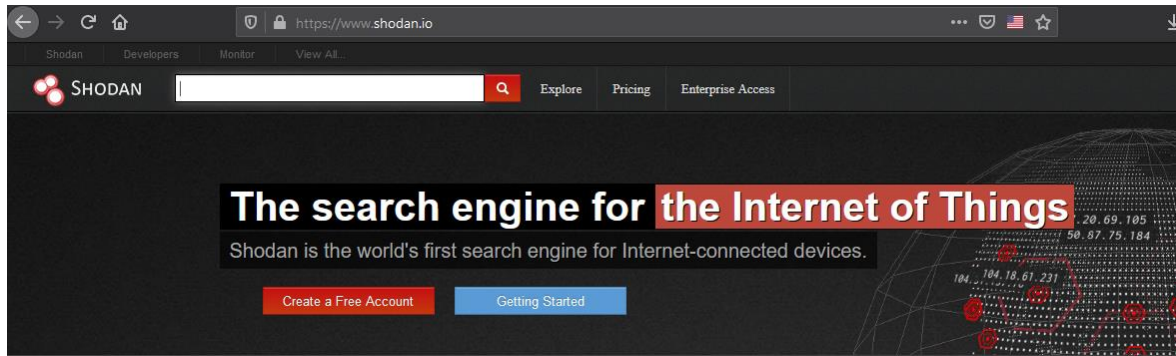 https://www.shodan.io
Shodan Developers Monitor View All...
SHODAN Explore Pricing Enterprise Access
The search engine for the Internet of Things
Shodan is the world's first search engine for Internet-connected devices.
Create a Free Account Getting Started
.20.69.105
50.87.75.184
104. 104.18.61.231